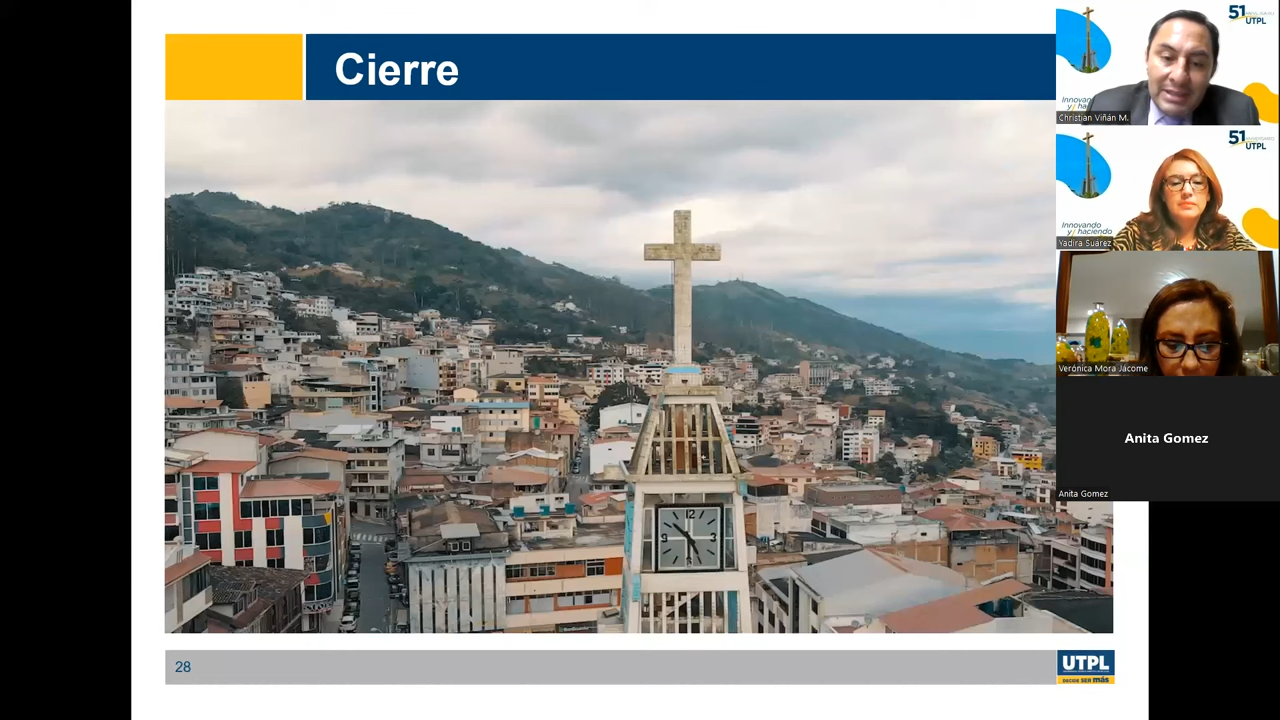 Cierre
12
9
3
28
UTPL
DECIDE SER más
51
UTPL
Innovando
y haciendo
Christian Viñán M.
51
UTPL
Innovando
y haciendo
Yadira Suárez
Verónica Mora Jácome
Anita Gomez
Anita Gomez